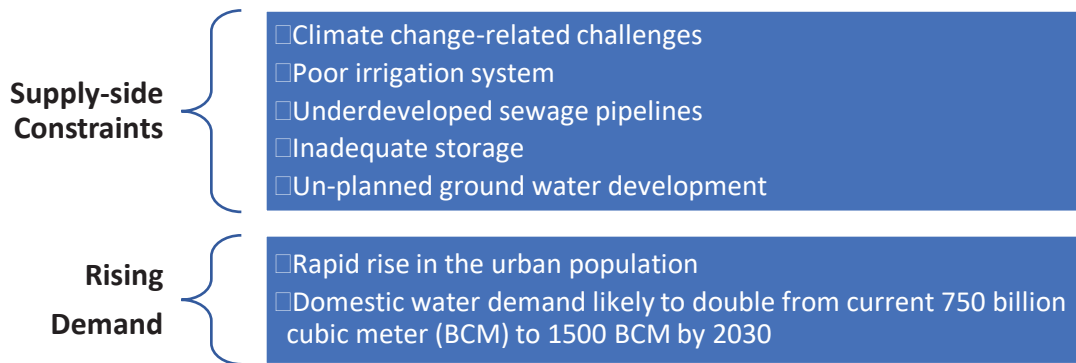 Supply-side
Constraints
□Climate change-related challenges
□Poor irrigation system
□Underdeveloped sewage pipelines
□Inadequate storage
□Un-planned ground water development
Rising
Demand
□Rapid rise in the urban population
□Domestic water demand likely to double from current 750 billion
cubic meter (BCM) to 1500 BCM by 2030